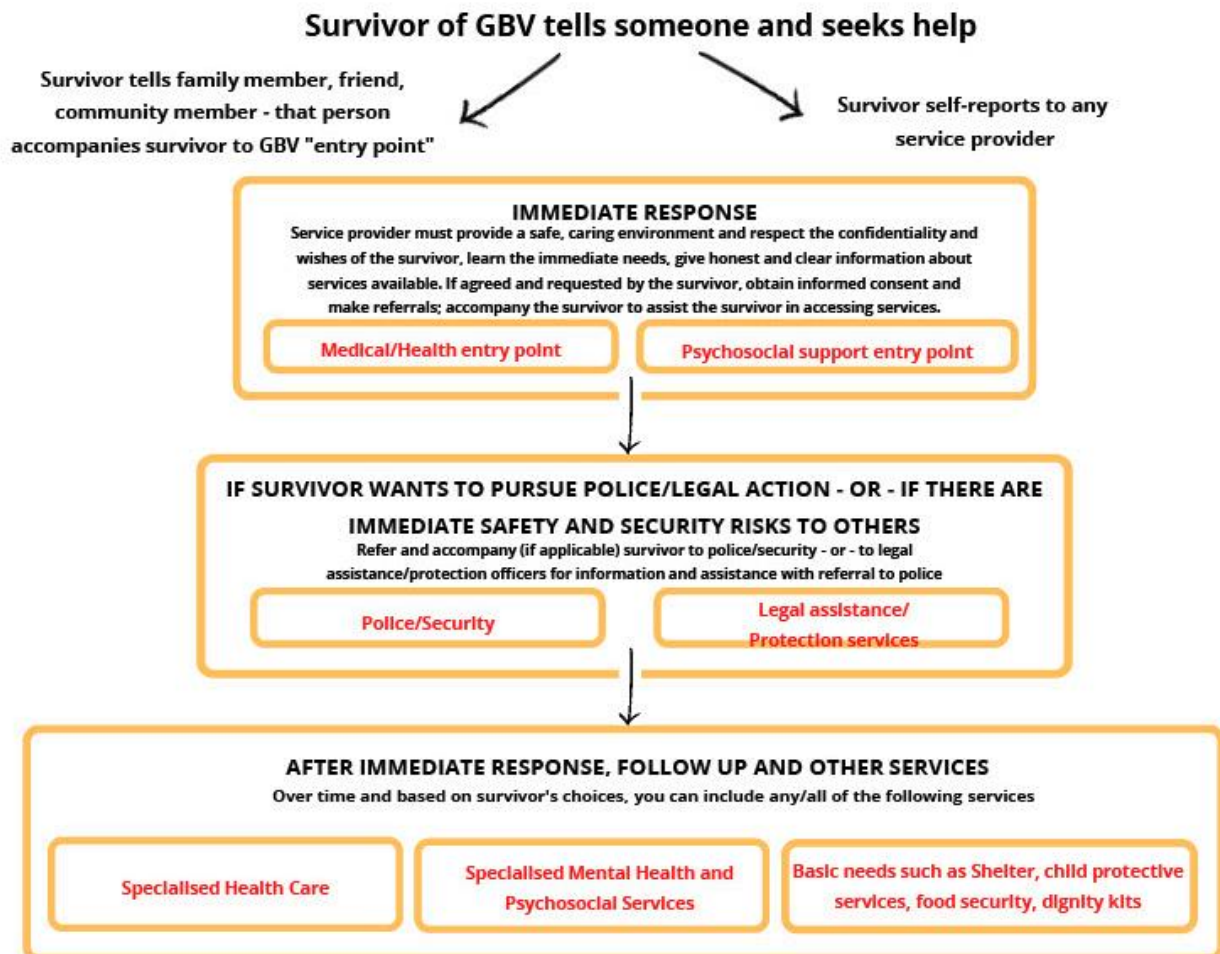 Survivor of GBV tells someone and seeks help
Survivor tells family member, friend,
community member - that person
accompanies survivor to GBV "entry point"
Survivor self-reports to any
service provider
IMMEDIATE RESPONSE
Service provider must provide a safe, caring environment and respect the confidentiality and
wishes of the survivor, learn the immediate needs, give honest and clear information about
services available. If agreed and requested by the survivor, obtain informed consent and
make referrals; accompany the survivor to assist the survivor in accessing services.
Medical/Health entry point
Psychosocial support entry point
IF SURVIVOR WANTS TO PURSUE POLICE/LEGAL ACTION - OR - IF THERE ARE
IMMEDIATE SAFETY AND SECURITY RISKS TO OTHERS
Refer and accompany (if applicable) survivor to police/security - or - to legal
assistance/protection officers for information and assistance with referral to police
Police/Security
Legal assistance/
Protection services
AFTER IMMEDIATE RESPONSE, FOLLOW UP AND OTHER SERVICES
Over time and based on survivor's choices, you can include any/all of the following services
Specialised Health Care
Specialised Mental Health and
Psychosocial Services
Basic needs such as Shelter, child protective
services, food security, dignity kits